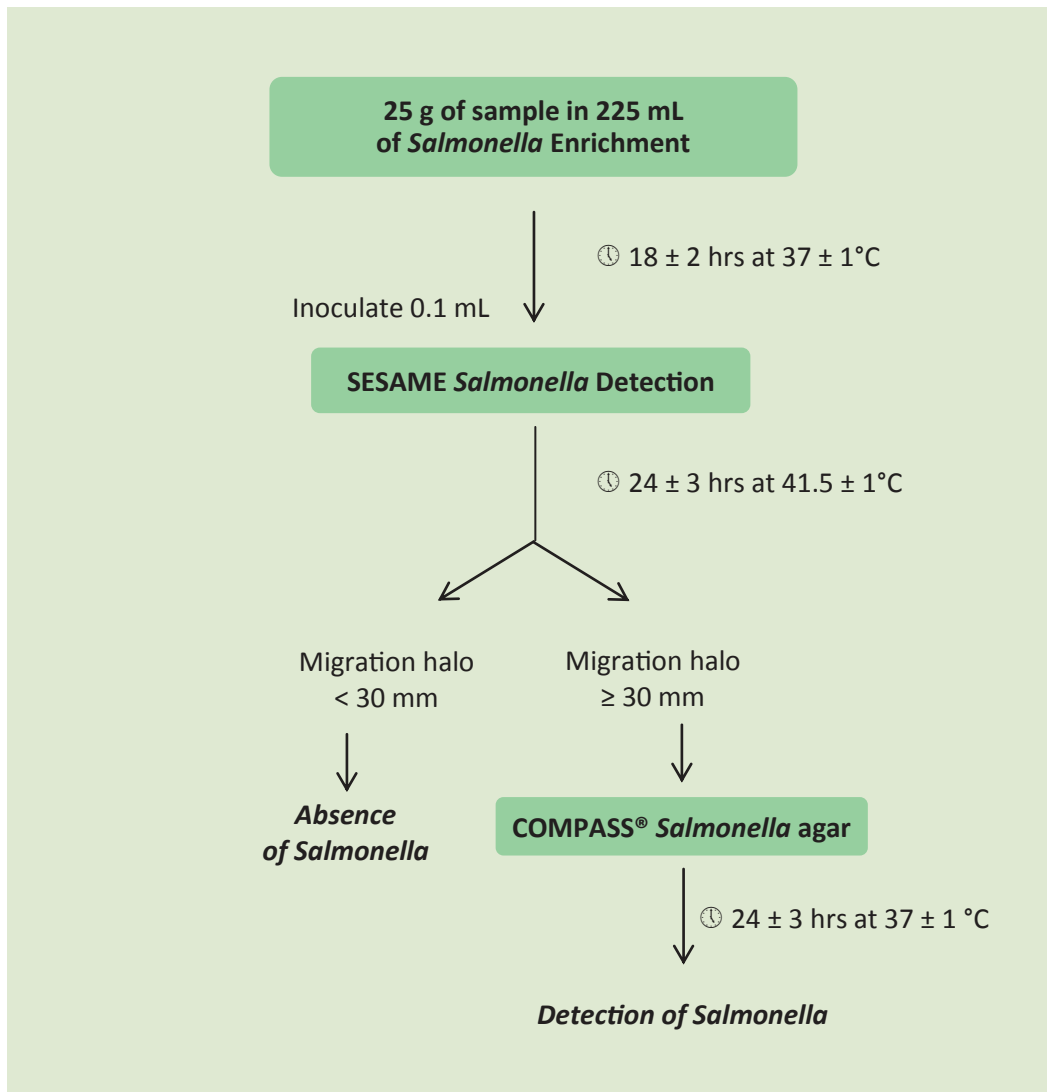 25 g of sample in 225 mL
of Salmonella Enrichment
🕔 18 ± 2 hrs at 37 ± 1°C
Inoculate 0.1 mL
SESAME Salmonella Detection
🕔 24 ± 3 hrs at 41.5 ± 1°C
Migration halo
< 30 mm
Migration halo
≥ 30 mm
Absence
of Salmonella
COMPASS® Salmonella agar
🕔 24 ± 3 hrs at 37 ± 1 °C
Detection of Salmonella